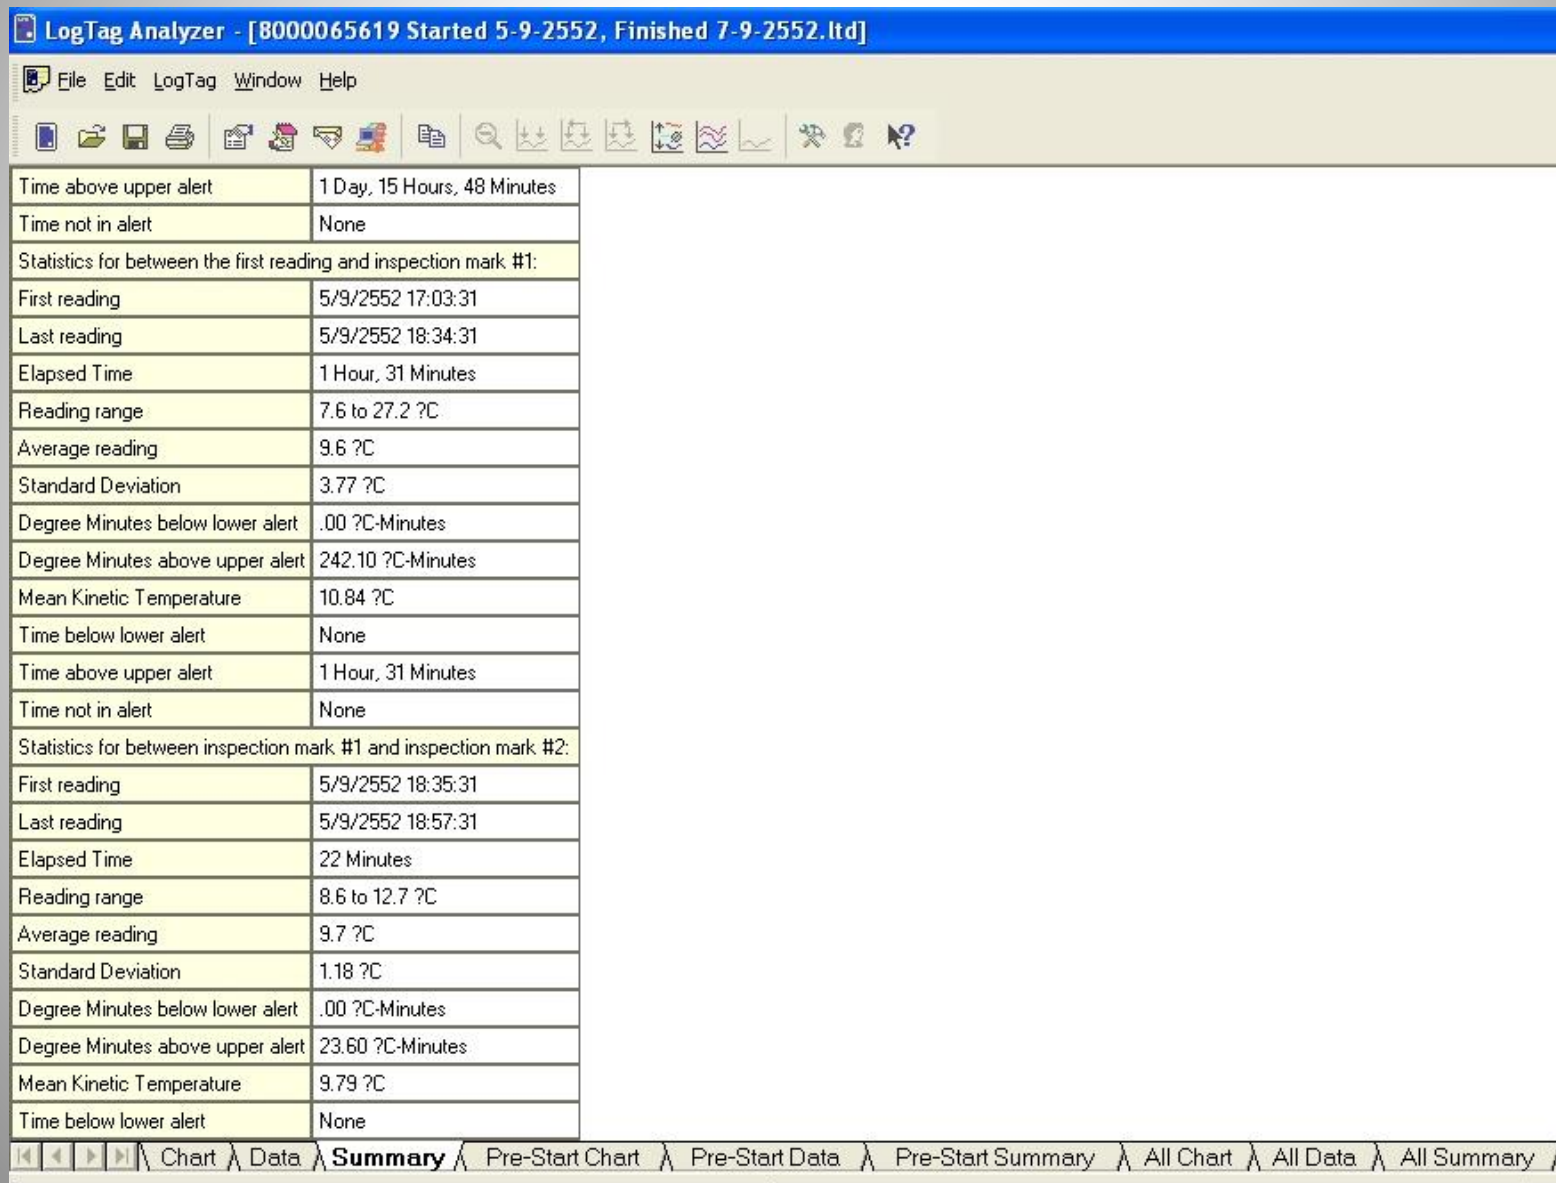 LogTag Analyzer - [8000065619 Started 5-9-2552, Finished 7-9-2552.ltd]
File Edit LogTag Window Help
Time above upper alert 1 Day, 15 Hours, 48 Minutes
Time not in alert None
Statistics for between the first reading and inspection mark #1:
First reading 5/9/2552 17:03:31
Last reading 5/9/2552 18:34:31
Elapsed Time 1 Hour, 31 Minutes
Reading range 7.6 to 27.2 ?C
Average reading 9.6 ?C
Standard Deviation 3.77 ?C
Degree Minutes below lower alert .00 ?C-Minutes
Degree Minutes above upper alert 242.10 ?C-Minutes
Mean Kinetic Temperature 10.84 ?C
Time below lower alert None
Time above upper alert 1 Hour, 31 Minutes
Time not in alert None
Statistics for between inspection mark #1 and inspection mark #2:
First reading 5/9/2552 18:35:31
Last reading 5/9/2552 18:57:31
Elapsed Time 22 Minutes
Reading range 8.6 to 12.7 ?C
Average reading 9.7 ?C
Standard Deviation 1.18 ?C
Degree Minutes below lower alert .00 ?C-Minutes
Degree Minutes above upper alert 23.60 ?C-Minutes
Mean Kinetic Temperature 9.79 ?C
Time below lower alert None
Chart Data Summary Pre-Start Chart Pre-Start Data Pre-Start Summary All Chart All Data All Summary